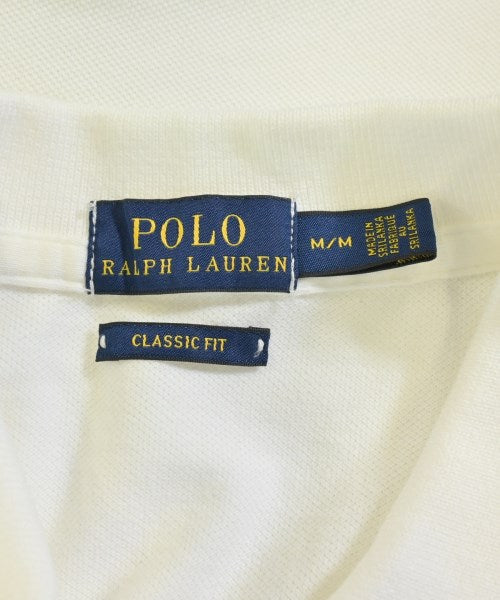 POLO
RALPH LAUREN
M/M
MADE IN
SRI LANKA
FABRIQUÉ
AU
SRI LANKA
CLASSIC FIT